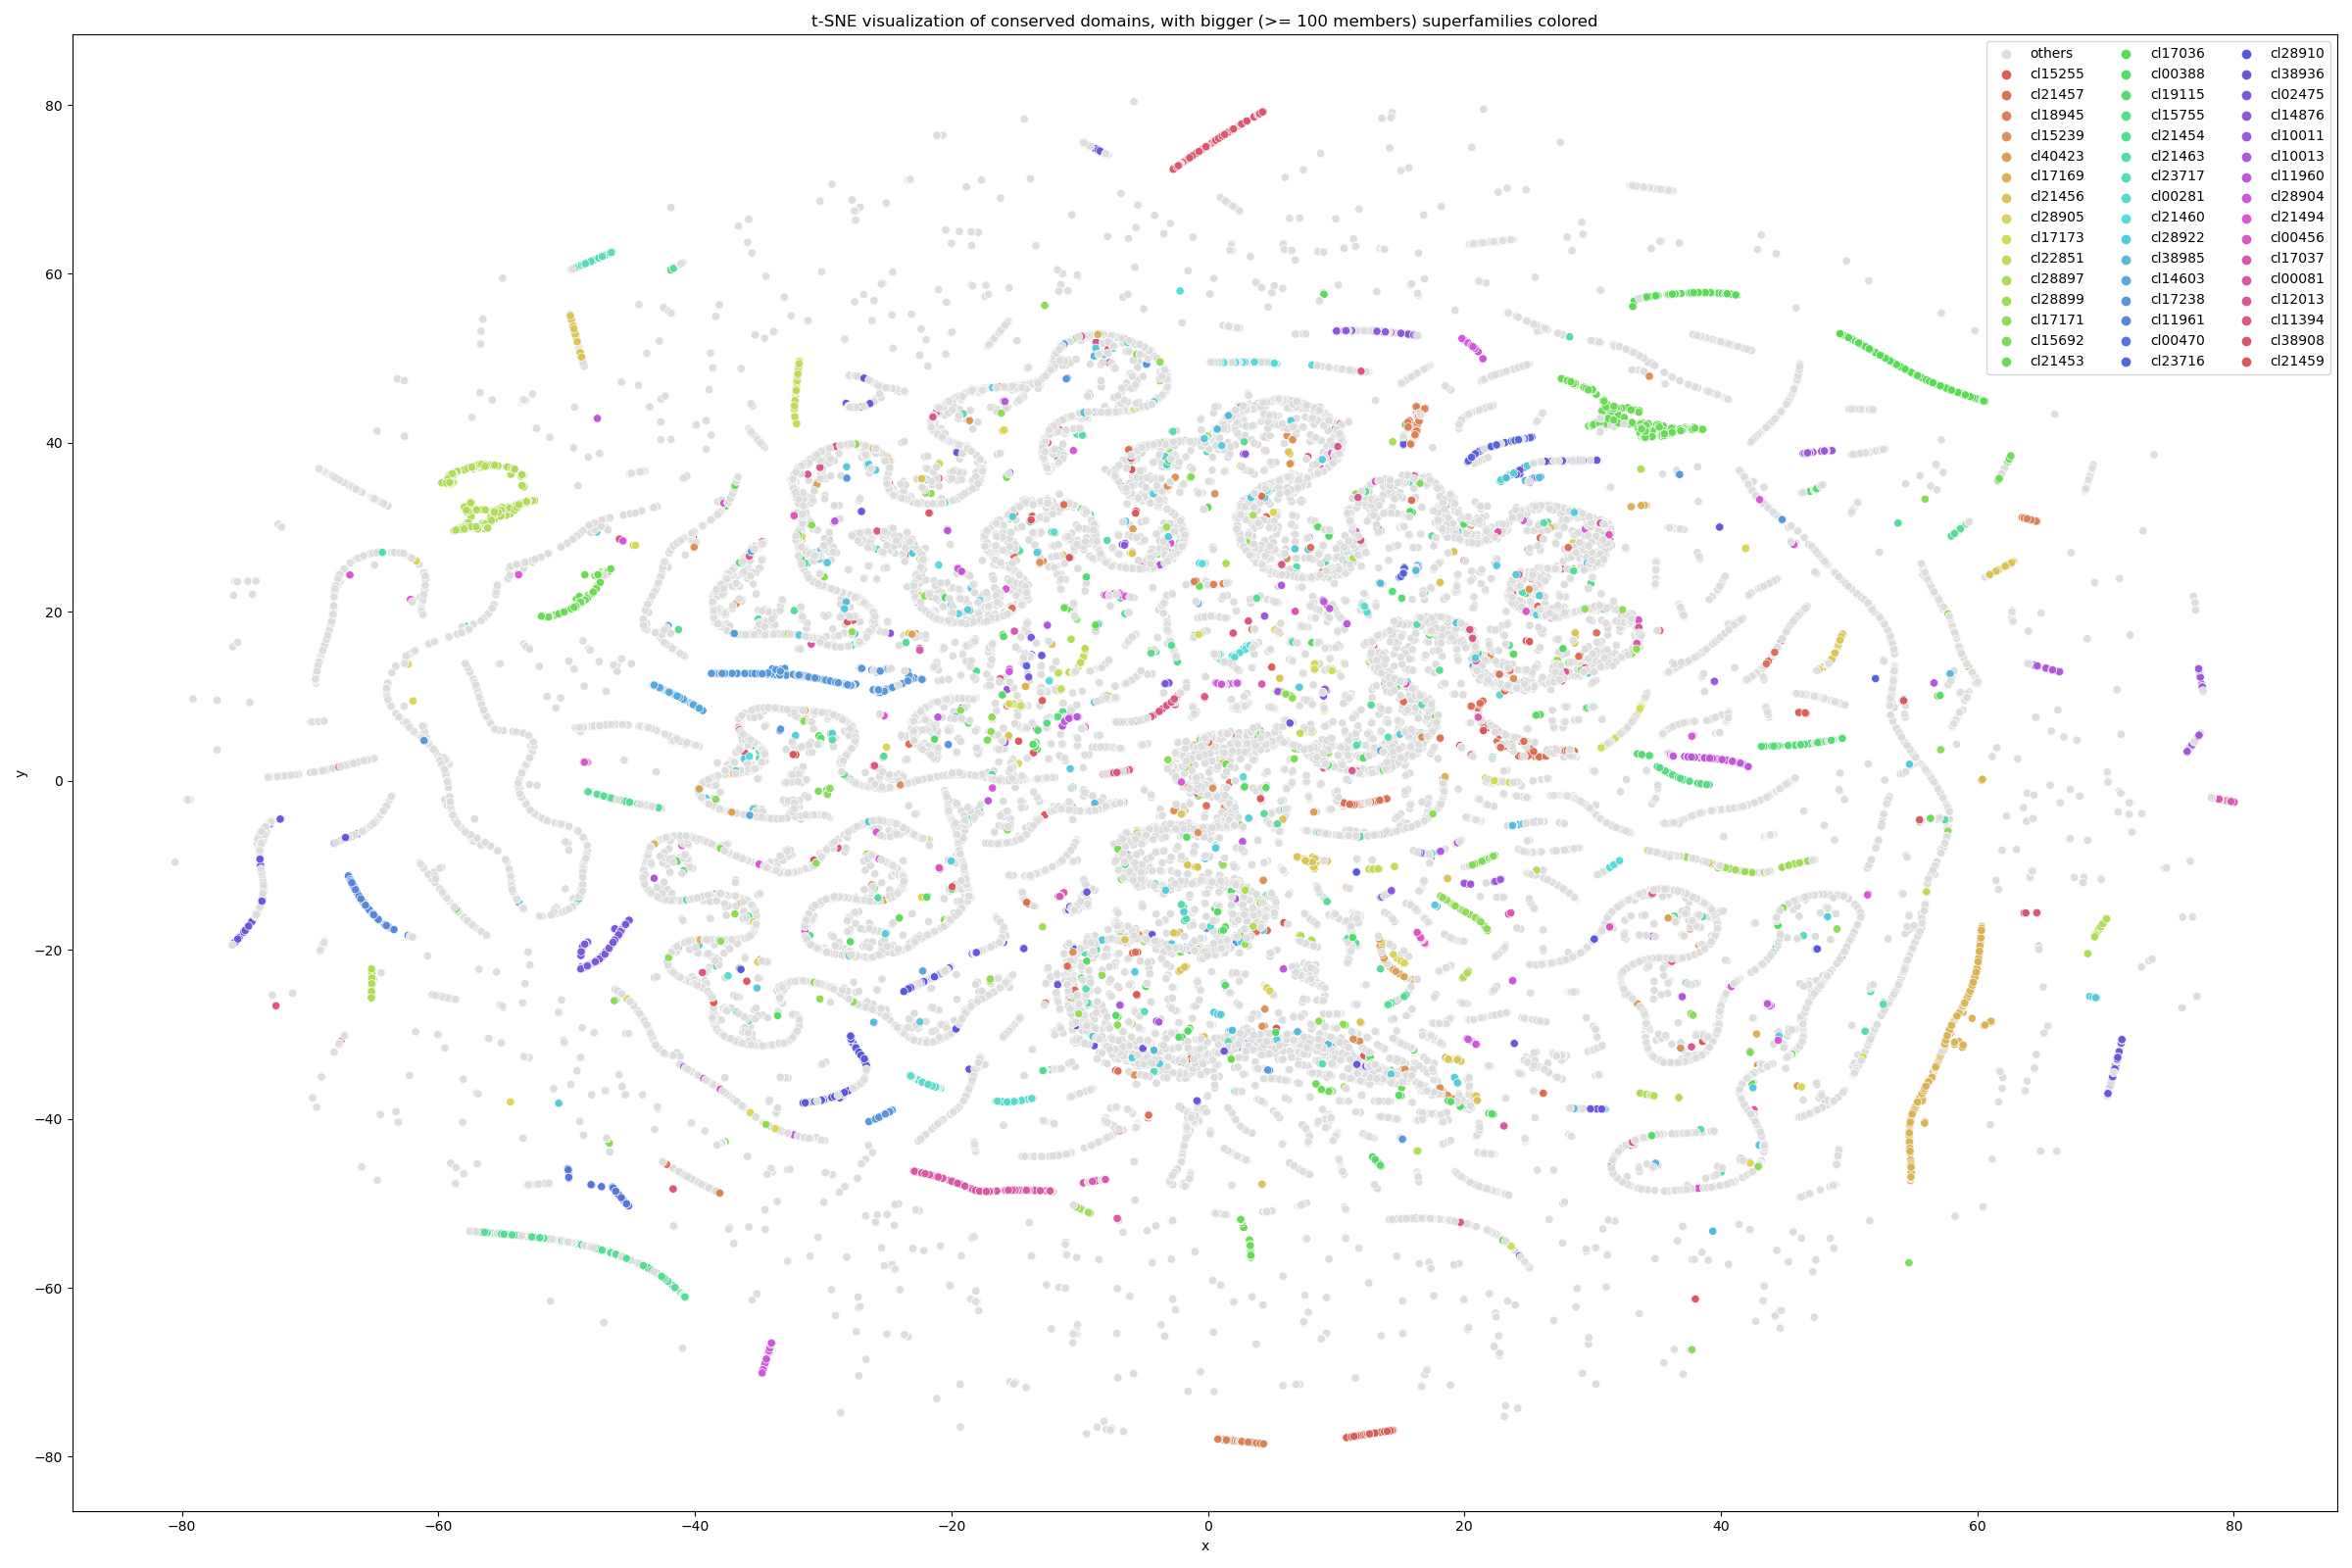 t-SNE visualization of conserved domains, with bigger (>= 100 members) superfamilies colored
others
cl15255
cl21457
cl18945
cl15239
cl40423
cl17169
cl21456
cl28905
cl17173
cl22851
cl28897
cl28899
cl17171
cl15692
cl21453
cl17036
cl00388
cl19115
cl15755
cl21454
cl21463
cl23717
cl00281
cl21460
cl28922
cl38985
cl14603
cl17238
cl11961
cl00470
cl23716
cl28910
cl38936
cl02475
cl14876
cl10011
cl10013
cl11960
cl28904
cl21494
cl00456
cl17037
cl00081
cl12013
cl11394
cl38908
cl21459
80
60
40
20
0
−20
−40
−60
−80
y
−80 −60 −40 −20 0 20 40 60 80
x